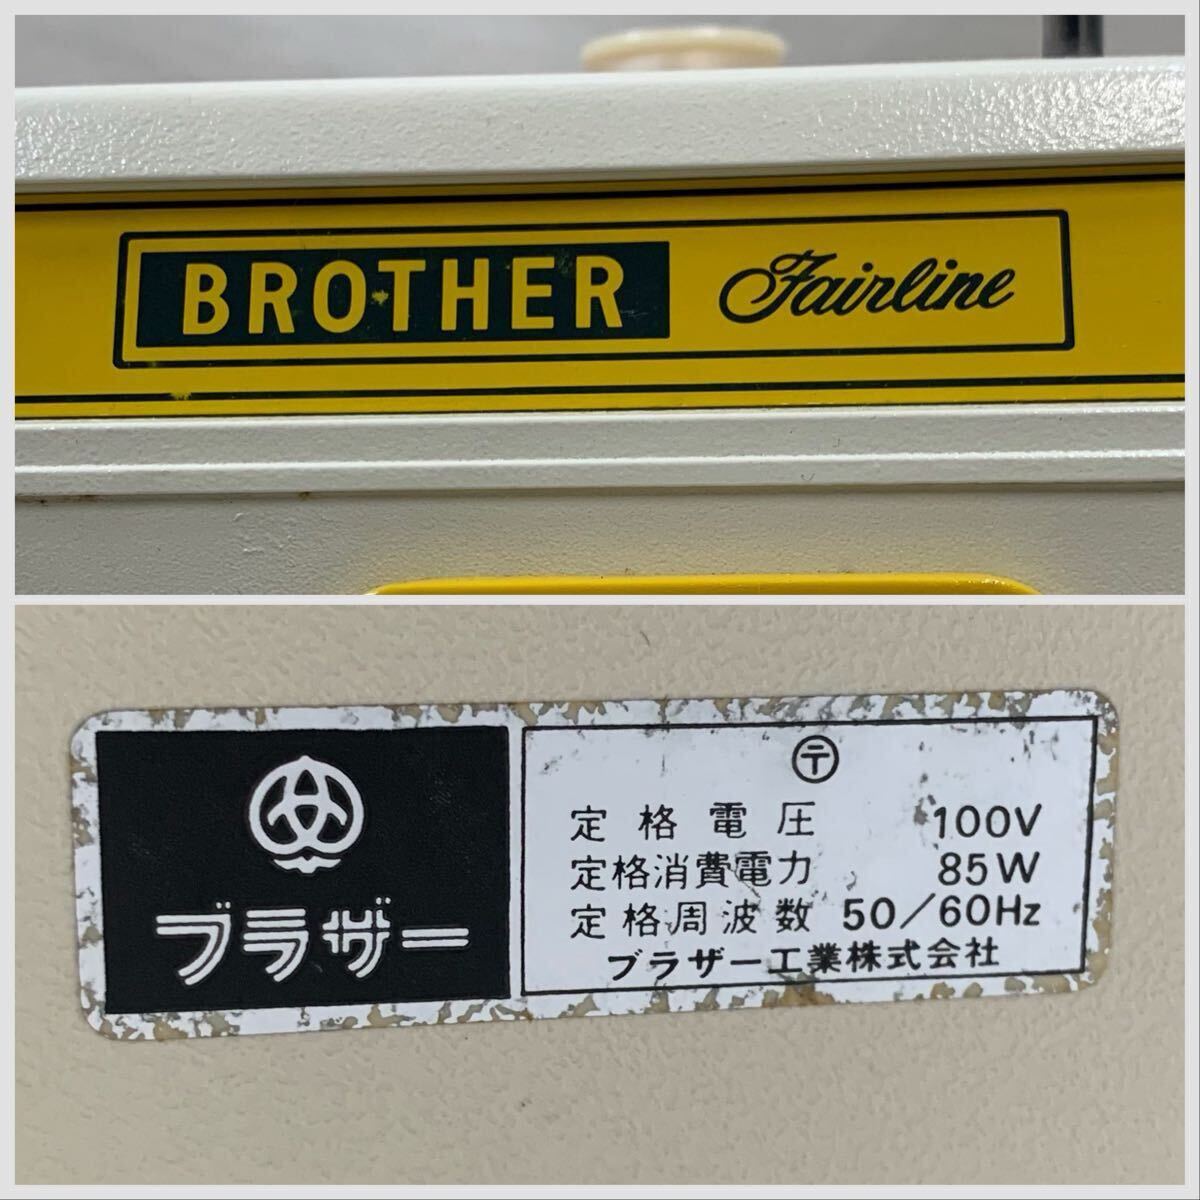 BROTHER Fairline
ブラザー
〒
定格電圧 100V
定格消費電力 85W
定格周波数 50/60Hz
ブラザー工業株式会社